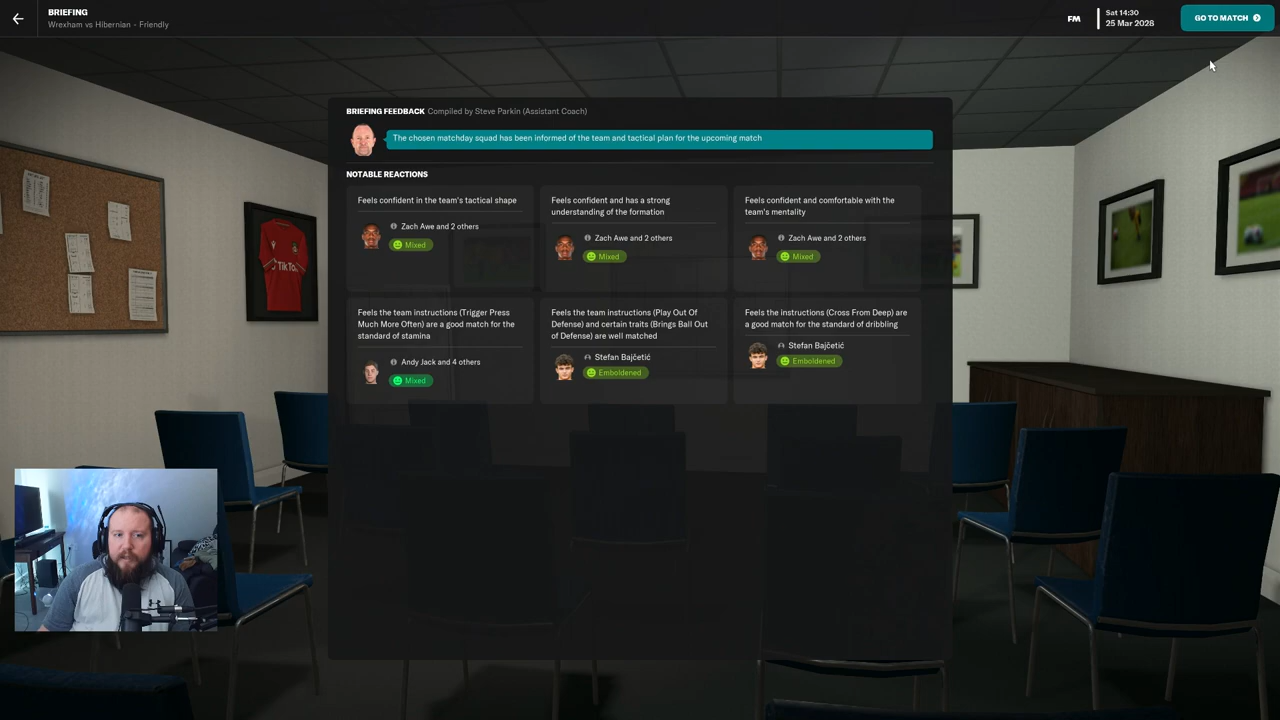 BRIEFING
Wrexham vs Hibernian - Friendly
FM
Sat 14:30
25 Mar 2028
GO TO MATCH
BRIEFING FEEDBACK Compiled by Steve Parkin (Assistant Coach)
The chosen matchday squad has been informed of the team and tactical plan for the upcoming match
NOTABLE REACTIONS
Feels confident in the team's tactical shape
Zach Awe and 2 others
Mixed
Feels confident and has a strong
understanding of the formation
Zach Awe and 2 others
Mixed
Feels confident and comfortable with the
team's mentality
Zach Awe and 2 others
Mixed
Feels the team instructions (Trigger Press
Much More Often) are a good match for the
standard of stamina
Andy Jack and 4 others
Mixed
Feels the team instructions (Play Out Of
Defense) and certain traits (Brings Ball Out
of Defense) are well matched
Stefan Bajčetić
Emboldened
Feels the instructions (Cross From Deep) are
a good match for the standard of dribbling
Stefan Bajčetić
Emboldened
TikTo